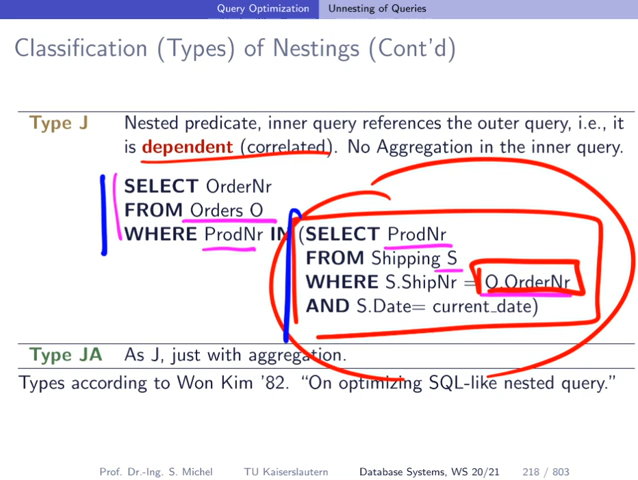 Query Optimization Unnesting of Queries
Classification (Types) of Nestings (Cont'd)
Type J Nested predicate, inner query references the outer query, i.e., it
is dependent (correlated). No Aggregation in the inner query.
SELECT OrderNr
FROM Orders O
WHERE ProdNr IN (SELECT ProdNr
FROM Shipping S
WHERE S.ShipNr = O.OrderNr
AND S.Date= current_date)
Type JA As J, just with aggregation.
Types according to Won Kim '82. "On optimizing SQL-like nested query."
Prof. Dr.-Ing. S. Michel TU Kaiserslautern Database Systems, WS 20/21 218 / 803